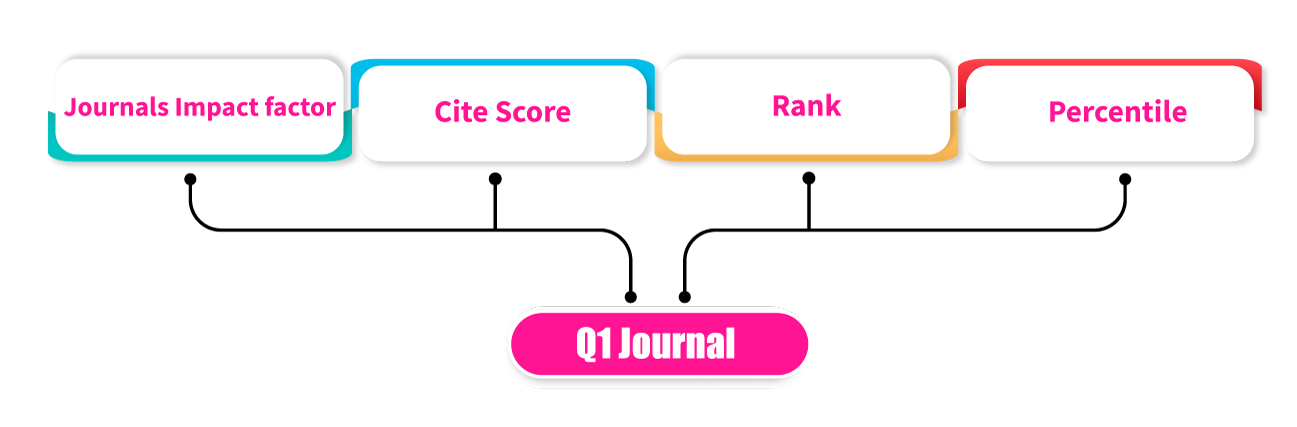 Journals Impact factor
Cite Score
Rank
Percentile
Q1 Journal